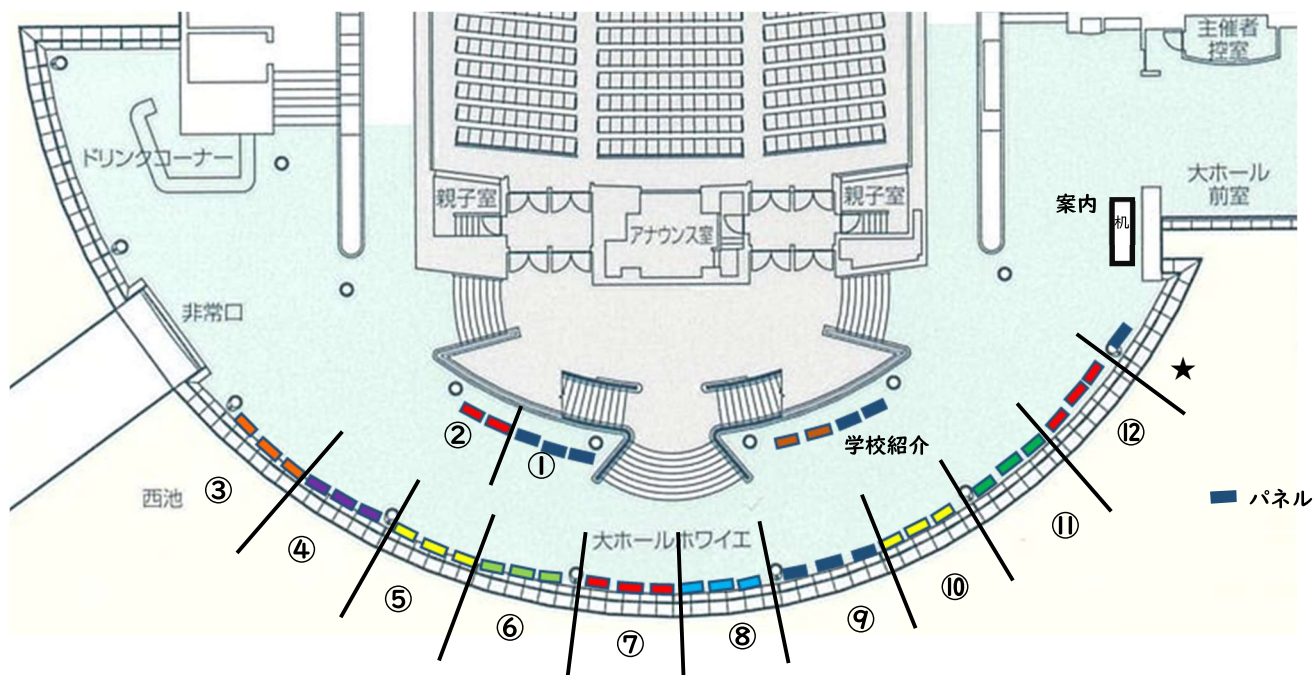 主催者
控室
ドリンクコーナー
親子室
親子室
大ホール
前室
案内
机
アナウンス室
非常口
★
②
①
学校紹介
⑫
③
西池
パネル
④
大ホールホワイエ
⑪
⑤
⑩
⑥
⑦
⑧
⑨